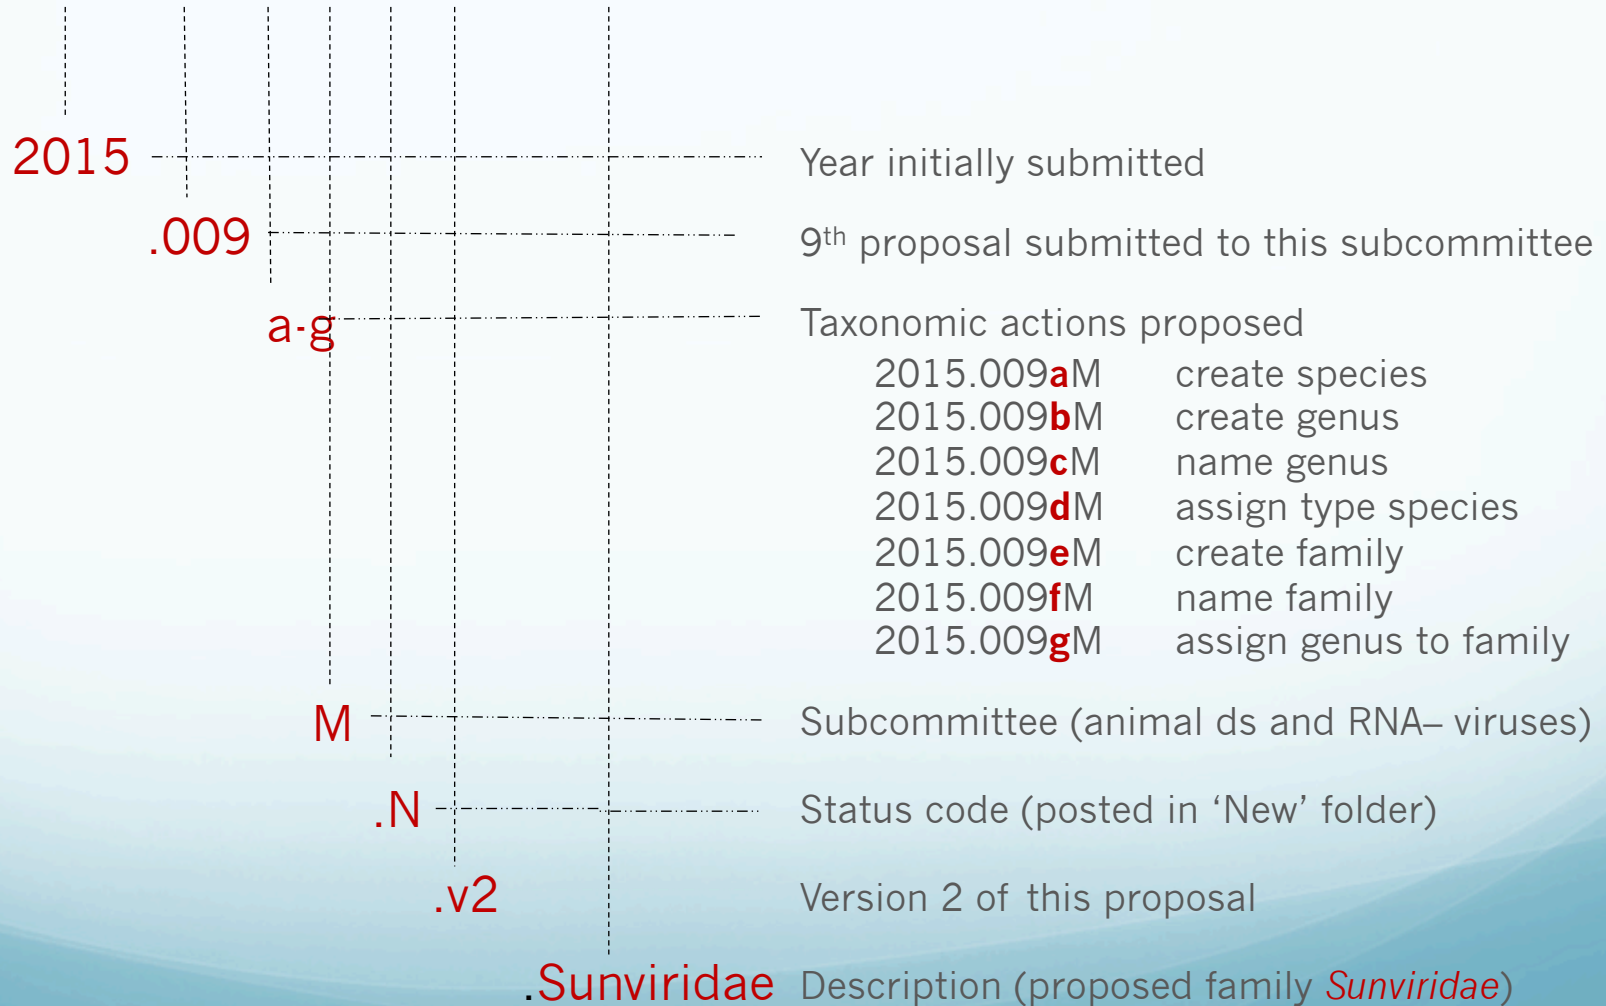 2015 Year initially submitted
.009 9th proposal submitted to this subcommittee
a-g Taxonomic actions proposed
2015.009aM create species
2015.009bM create genus
2015.009cM name genus
2015.009dM assign type species
2015.009eM create family
2015.009fM name family
2015.009gM assign genus to family
M Subcommittee (animal ds and RNA– viruses)
.N Status code (posted in ‘New’ folder)
.v2 Version 2 of this proposal
.Sunviridae Description (proposed family Sunviridae)